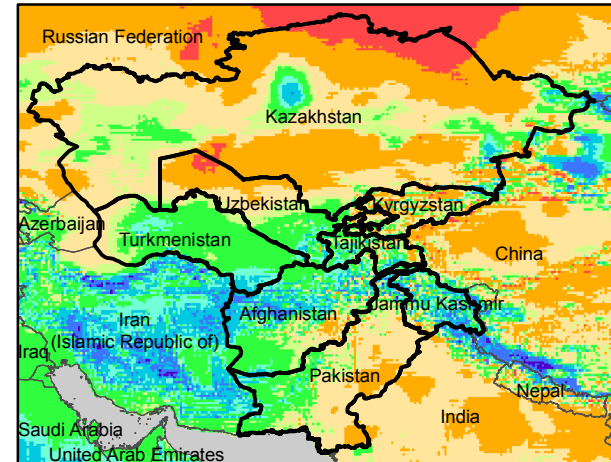 Russian Federation
Kazakhstan
Uzbekistan
Kyrgyzstan
Azerbaijan
Turkmenistan
Tajikistan
China
Iran
(Islamic Republic of)
Afghanistan
Jammu Kashmir
Iraq
Pakistan
Nepal
India
Saudi Arabia
United Arab Emirates